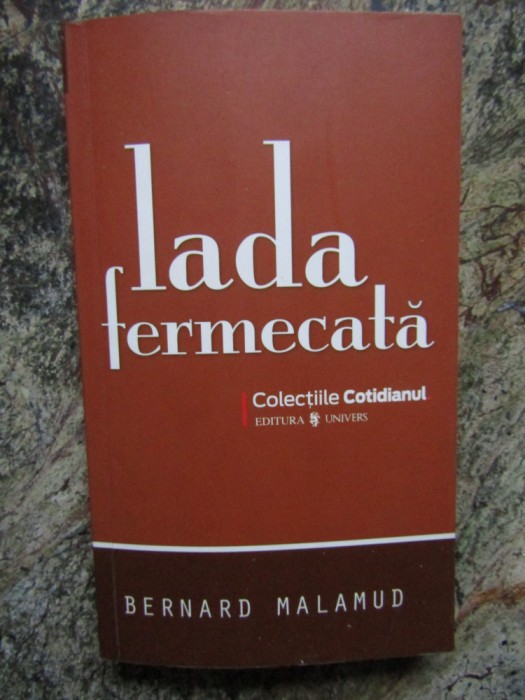 lada
fermecată
Colecțiile Cotidianul
EDITURA UNIVERS
BERNARD MALAMUD